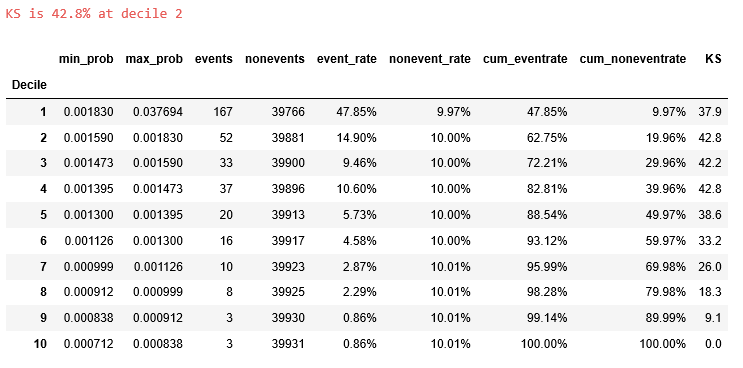 KS is 42.8% at decile 2
min_prob max_prob events nonevents event_rate nonevent_rate cum_eventrate cum_noneventrate KS
Decile
1 0.001830 0.037694 167 39766 47.85% 9.97% 47.85% 9.97% 37.9
2 0.001590 0.001830 52 39881 14.90% 10.00% 62.75% 19.96% 42.8
3 0.001473 0.001590 33 39900 9.46% 10.00% 72.21% 29.96% 42.2
4 0.001395 0.001473 37 39896 10.60% 10.00% 82.81% 39.96% 42.8
5 0.001300 0.001395 20 39913 5.73% 10.01% 88.54% 49.97% 38.6
6 0.001126 0.001300 16 39917 4.58% 10.00% 93.12% 59.97% 33.2
7 0.000999 0.001126 10 39923 2.87% 10.01% 95.99% 69.98% 26.0
8 0.000912 0.000999 8 39925 2.29% 10.01% 98.28% 79.98% 18.3
9 0.000838 0.000912 3 39930 0.86% 10.01% 99.14% 89.99% 9.1
10 0.000712 0.000838 3 39931 0.86% 10.01% 100.00% 100.00% 0.0